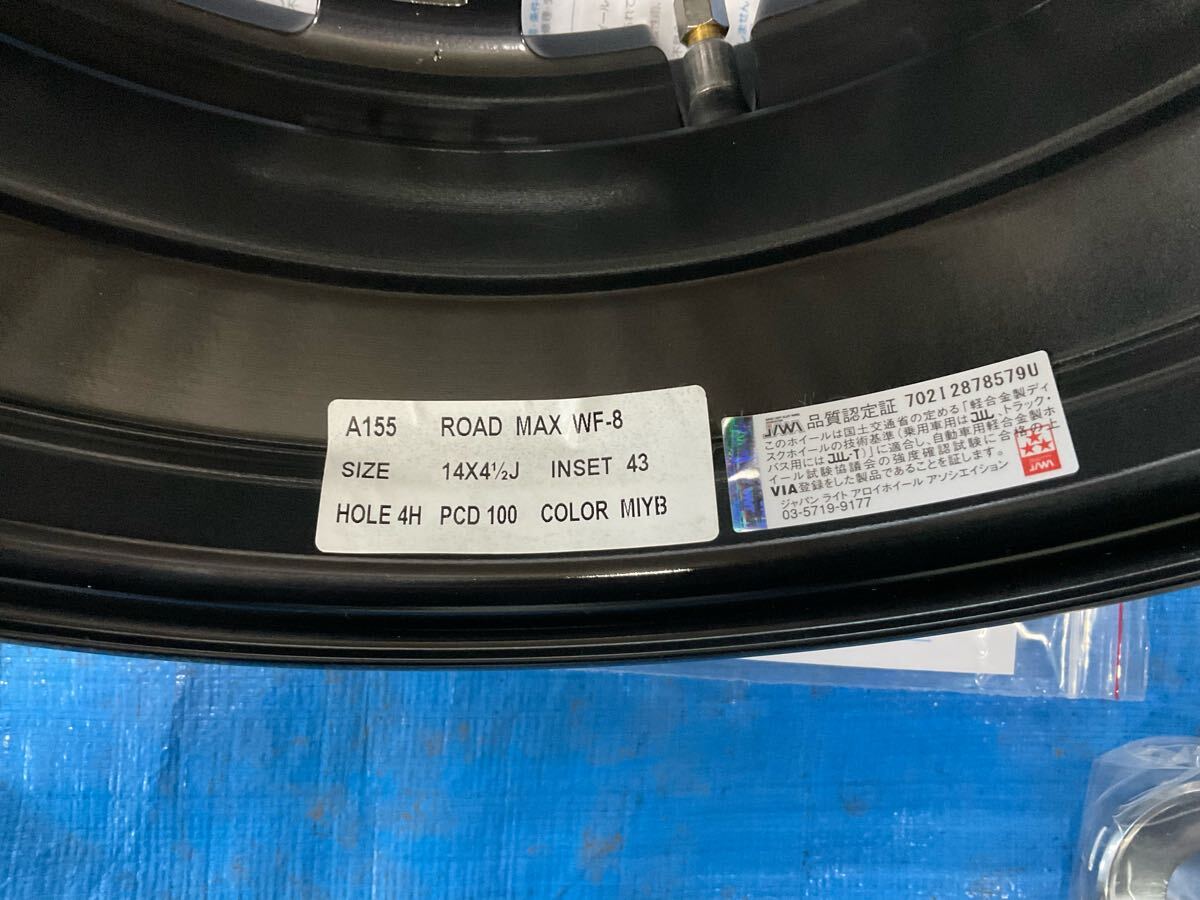 A155 ROAD MAX WF-8
SIZE 14X4½J INSET 43
HOLE 4H PCD 100 COLOR MIYB
JAWA 品質認定証 70212878579U
このホイールは国土交通省の定める「軽合金製ディ
スクホイールの技術基準(乗用車用はJWL、トラック・
バス用にはJWL-T)」に適合し、自動車用軽合金製ホ
イール試験協議会の強度確認試験に合格の上
VIA登録をした製品であることを証します。
ジャパン ライト アロイホイール アソシエイション
03-5719-9177